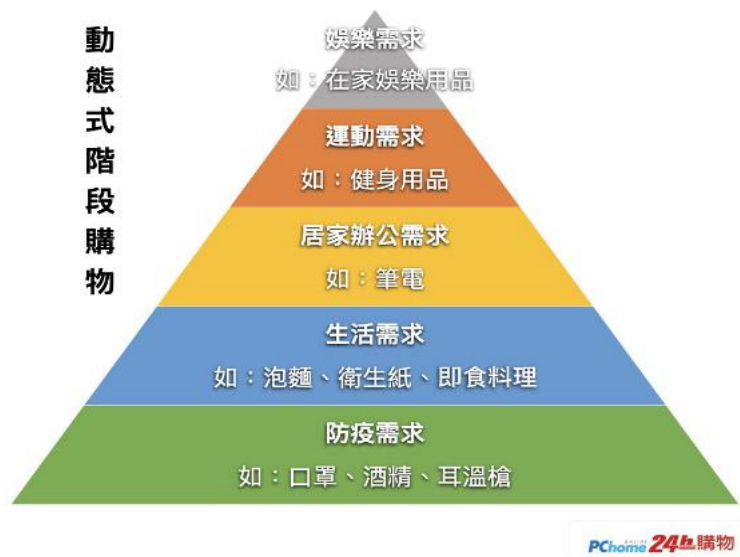 動態式階段購物
娛樂需求
如：在家娛樂用品
運動需求
如：健身用品
居家辦公需求
如：筆電
生活需求
如：泡麵、衛生紙、即食料理
防疫需求
如：口罩、酒精、耳溫槍
PChome 24h購物